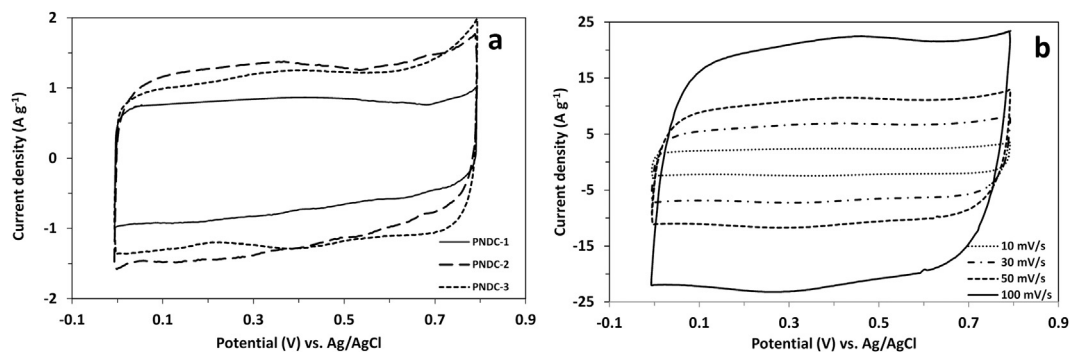 2
1
0
-1
-2
-0.1
0.1
0.3
0.5
0.7
0.9
Current density (A g⁻¹)
Potential (V) vs. Ag/AgCl
a
PNDC-1
PNDC-2
PNDC-3
25
15
5
-5
-15
-25
-0.1
0.1
0.3
0.5
0.7
0.9
Current density (A g⁻¹)
Potential (V) vs. Ag/AgCl
b
10 mV/s
30 mV/s
50 mV/s
100 mV/s